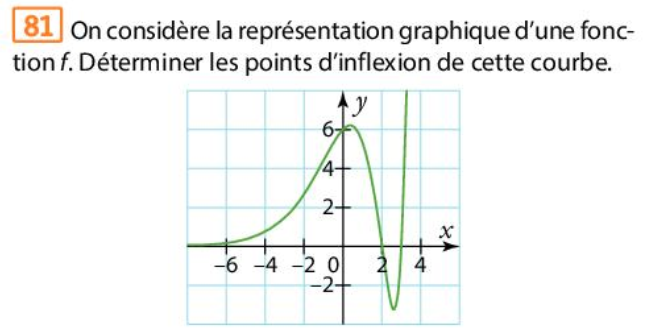 81 On considère la représentation graphique d'une fonc-
tion f. Déterminer les points d'inflexion de cette courbe.
y
6
4
2
x
-6 -4 -2 0 2 4
-2